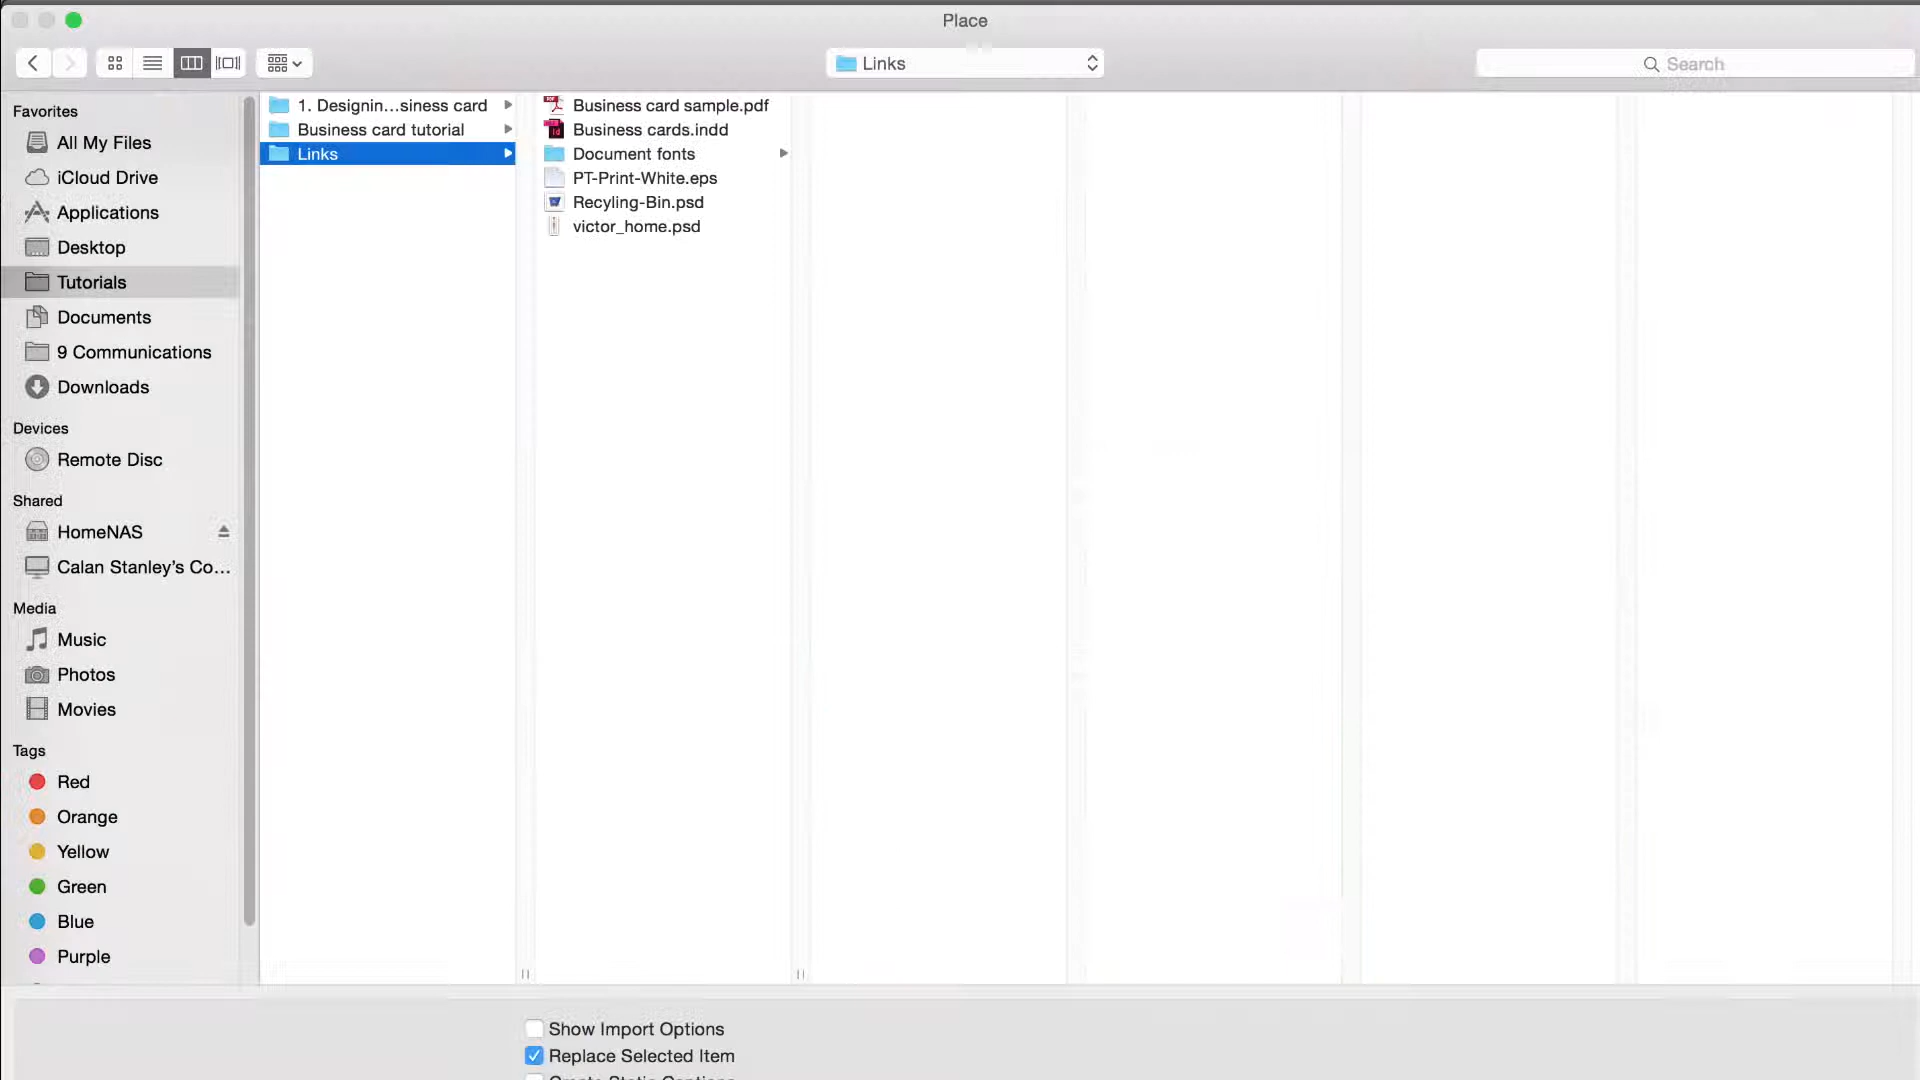 Place
Links
Search
Favorites
All My Files
iCloud Drive
Applications
Desktop
Tutorials
Documents
9 Communications
Downloads
Devices
Remote Disc
Shared
HomeNAS
Calan Stanley’s Co...
Media
Music
Photos
Movies
Tags
Red
Orange
Yellow
Green
Blue
Purple
1. Designin...siness card
Business card tutorial
Links
Business card sample.pdf
Business cards.indd
Document fonts
PT-Print-White.eps
Recyling-Bin.psd
victor_home.psd
Show Import Options
Replace Selected Item